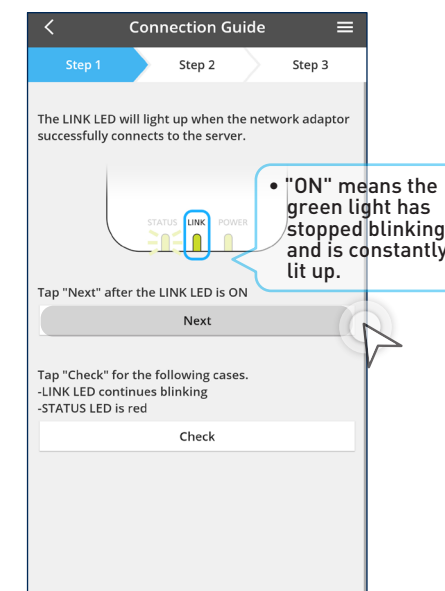 Connection Guide
Step 1
Step 2
Step 3
The LINK LED will light up when the network adaptor
successfully connects to the server.
STATUS LINK POWER
• "ON" means the
green light has
stopped blinking
and is constantly
lit up.
Tap "Next" after the LINK LED is ON
Next
Tap "Check" for the following cases.
-LINK LED continues blinking
-STATUS LED is red
Check